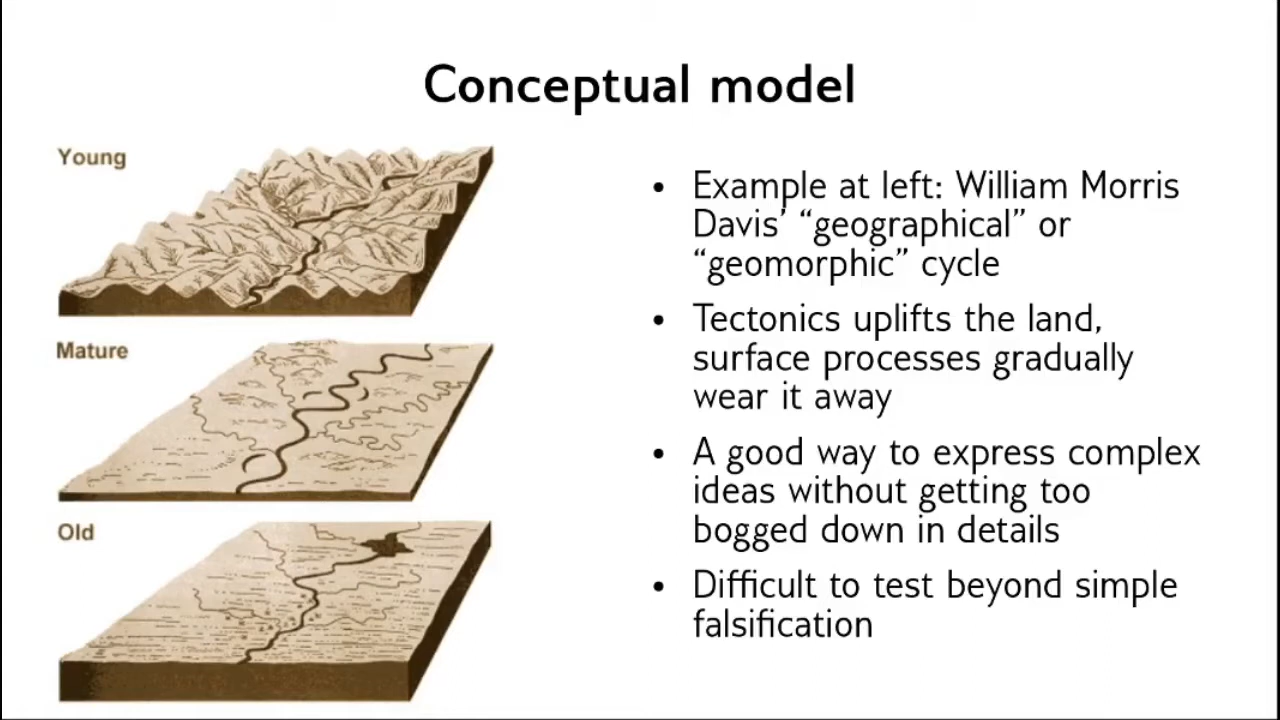 Conceptual model
Young
Mature
Old
• Example at left: William Morris
Davis’ “geographical” or
“geomorphic” cycle
• Tectonics uplifts the land,
surface processes gradually
wear it away
• A good way to express complex
ideas without getting too
bogged down in details
• Difficult to test beyond simple
falsification